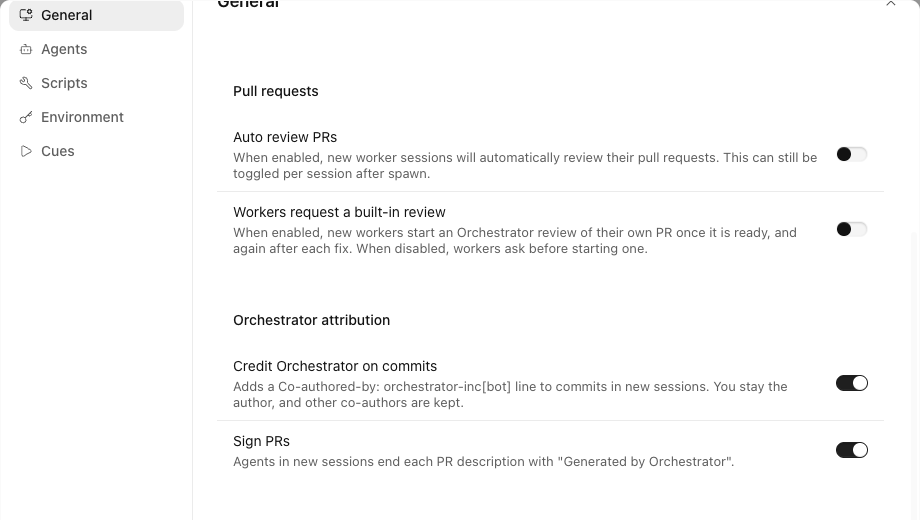 General
General
Agents
Scripts
Environment
Cues
Pull requests
Auto review PRs
When enabled, new worker sessions will automatically review their pull requests. This can still be
toggled per session after spawn.
Workers request a built-in review
When enabled, new workers start an Orchestrator review of their own PR once it is ready, and
again after each fix. When disabled, workers ask before starting one.
Orchestrator attribution
Credit Orchestrator on commits
Adds a Co-authored-by: orchestrator-inc[bot] line to commits in new sessions. You stay the
author, and other co-authors are kept.
Sign PRs
Agents in new sessions end each PR description with "Generated by Orchestrator".